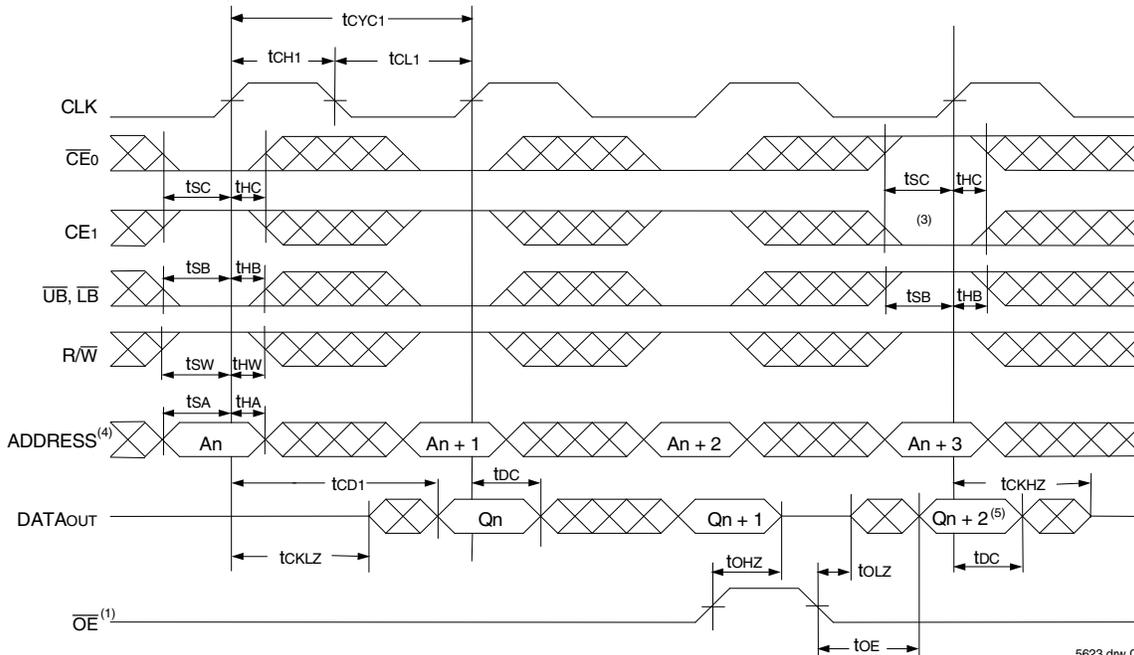 tCYC1
tCH1 tCL1
CLK
CE0
tSC tHC tSC tHC
CE1 (3)
tSB tHB
UB, LB tSB tHB
R/W
tSW tHW
tSA tHA
ADDRESS(4) An An + 1 An + 2 An + 3
tCD1 tDC tCKHZ
DATAOUT Qn Qn + 1 Qn + 2(5)
tCKLZ tOHZ tOLZ tDC
OE(1)
tOE
5623 drw